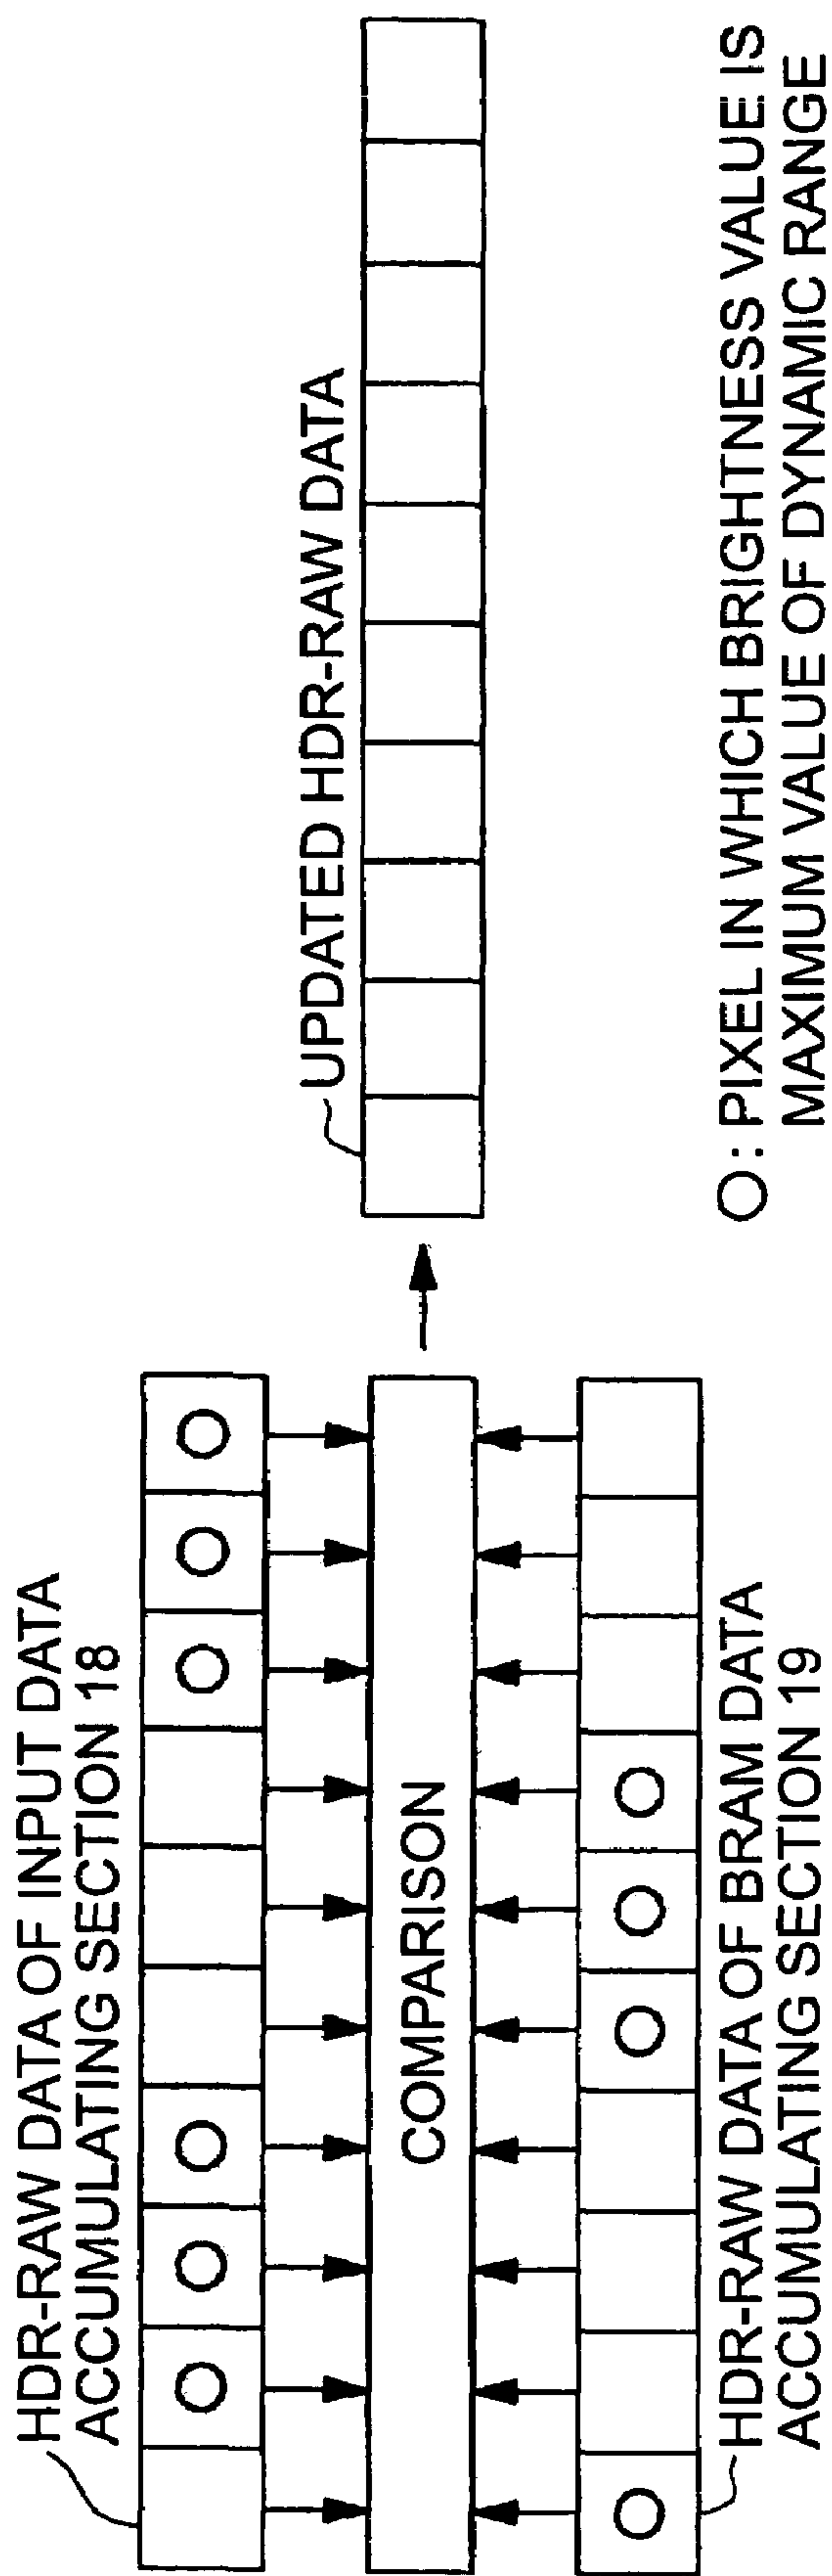 HDR-RAW DATA OF INPUT DATA
ACCUMULATING SECTION 18
COMPARISON
HDR-RAW DATA OF BRAM DATA
ACCUMULATING SECTION 19
UPDATED HDR-RAW DATA
○: PIXEL IN WHICH BRIGHTNESS VALUE IS
MAXIMUM VALUE OF DYNAMIC RANGE